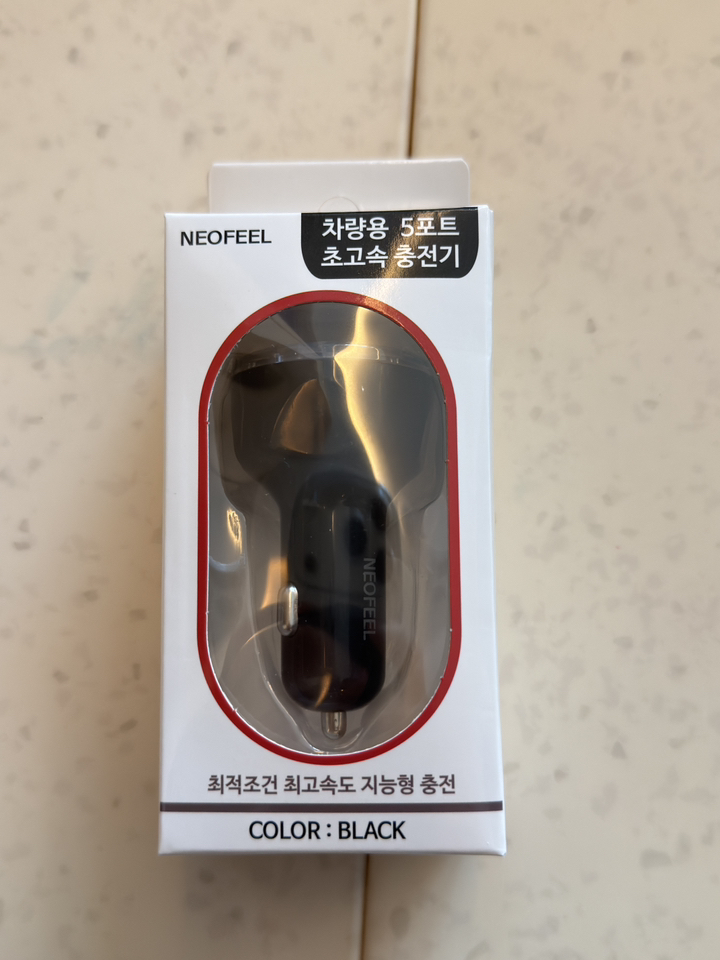 NEOFEEL
차량용 5포트
초고속 충전기
NEOFEEL
최적조건 최고속도 지능형 충전
COLOR : BLACK